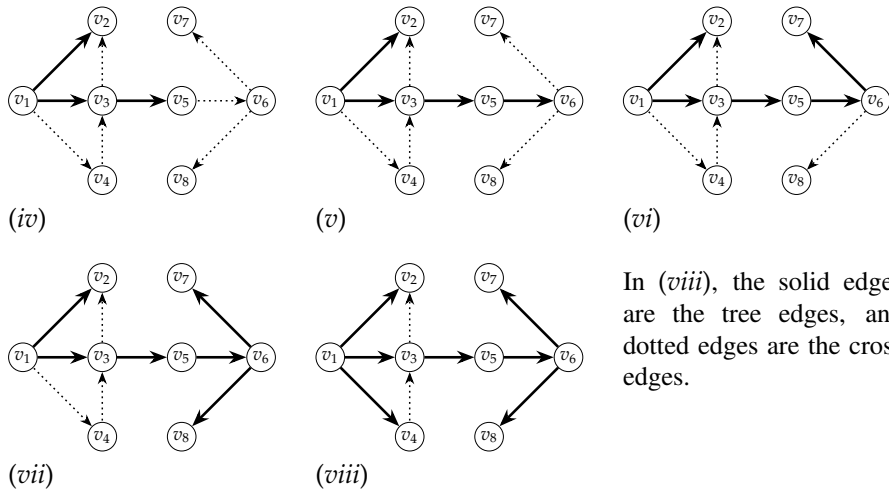 v2 v7 v2 v7 v2 v7
v1 v3 v5 v6 v1 v3 v5 v6 v1 v3 v5 v6
v4 v8 v4 v8 v4 v8
(iv) (v) (vi)
v2 v7 v2 v7
v1 v3 v5 v6 v1 v3 v5 v6
v4 v8 v4 v8
(vii) (viii)
In (viii), the solid edge
are the tree edges, an
dotted edges are the cros
edges.